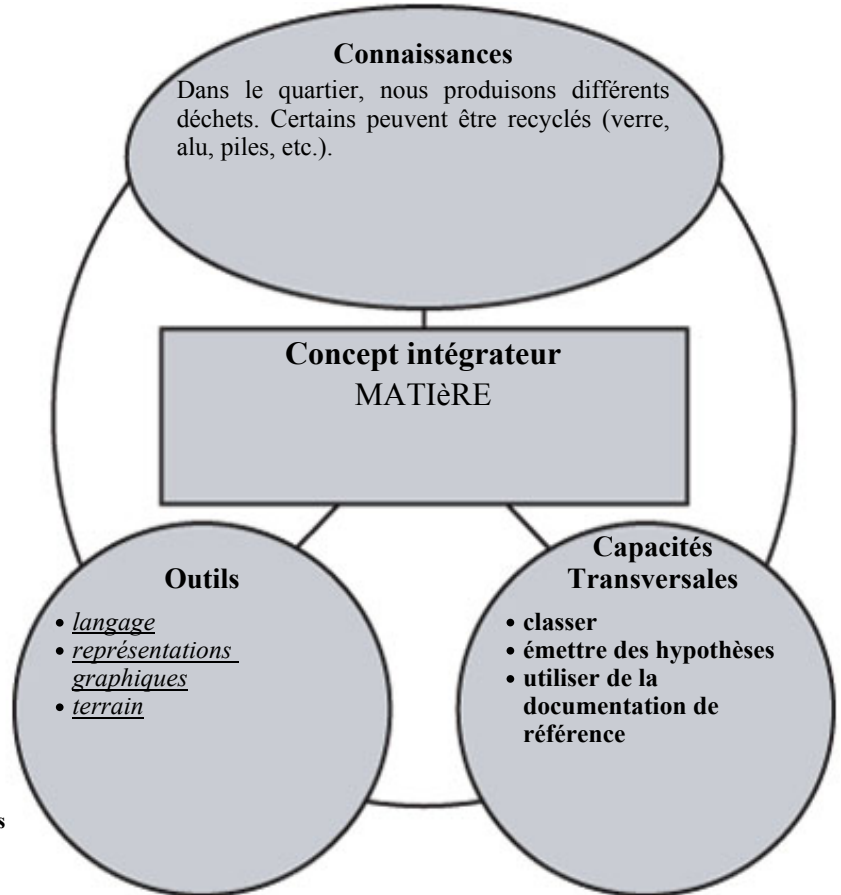 Connaissances
Dans le quartier, nous produisons différents
déchets. Certains peuvent être recyclés (verre,
alu, piles, etc.).
Concept intégrateur
MATIèRE
Outils
• langage
• représentations
graphiques
• terrain
Capacités
Transversales
• classer
• émettre des hypothèses
• utiliser de la
documentation de
référence
s